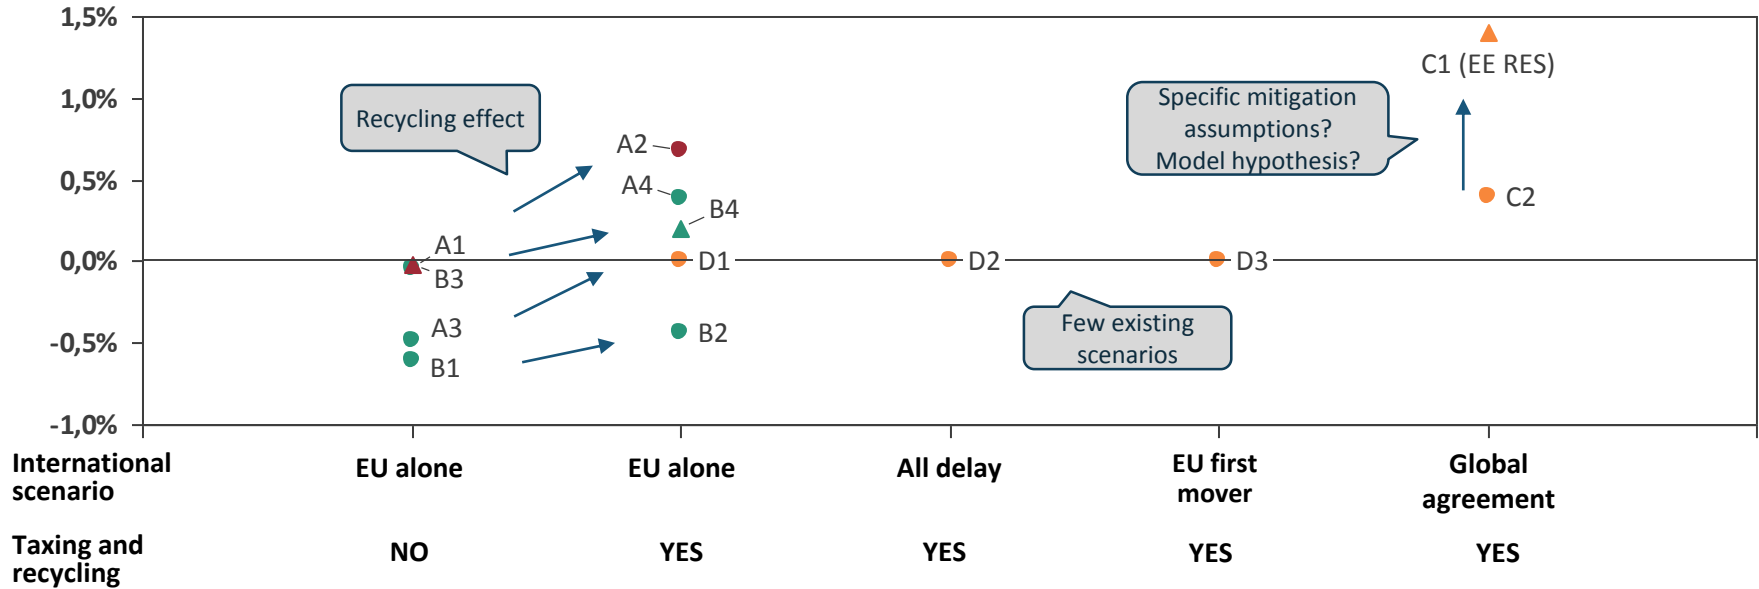 1,5%
1,0%
0,5%
0,0%
-0,5%
-1,0%
Recycling effect
A1
B3
A3
B1
A2
A4
B4
D1
B2
D2
D3
Few existing
scenarios
Specific mitigation
assumptions?
Model hypothesis?
C1 (EE RES)
C2
International
scenario
EU alone
EU alone
All delay
EU first
mover
Global
agreement
Taxing and
recycling
NO
YES
YES
YES
YES